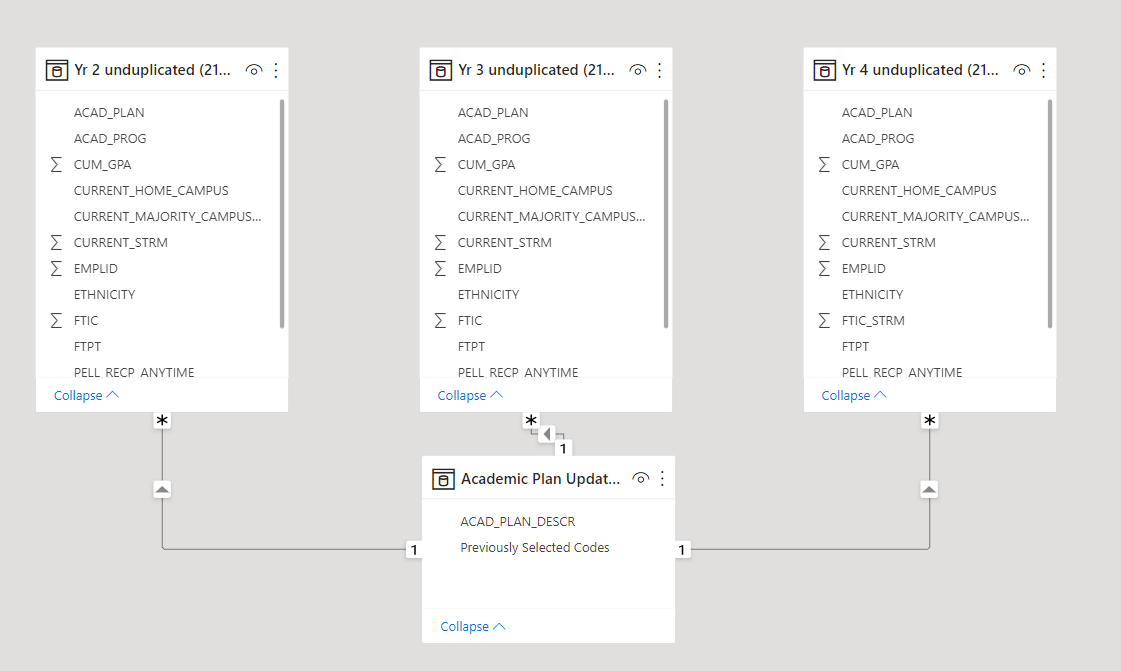 Yr 2 unduplicated (21...
ACAD_PLAN
ACAD_PROG
∑ CUM_GPA
CURRENT_HOME_CAMPUS
CURRENT_MAJORITY_CAMPUS...
∑ CURRENT_STRM
∑ EMPLID
ETHNICITY
∑ FTIC
FTPT
PELL_RECP_ANYTIME
Collapse
*
Yr 3 unduplicated (21...
ACAD_PLAN
ACAD_PROG
∑ CUM_GPA
CURRENT_HOME_CAMPUS
CURRENT_MAJORITY_CAMPUS...
∑ CURRENT_STRM
∑ EMPLID
ETHNICITY
∑ FTIC
FTPT
PELL_RECP_ANYTIME
Collapse
*
1
Yr 4 unduplicated (21...
ACAD_PLAN
ACAD_PROG
∑ CUM_GPA
CURRENT_HOME_CAMPUS
CURRENT_MAJORITY_CAMPUS...
∑ CURRENT_STRM
∑ EMPLID
ETHNICITY
∑ FTIC_STRM
FTPT
PELL_RECP_ANYTIME
Collapse
*
Academic Plan Updat...
ACAD_PLAN_DESCR
Previously Selected Codes
1
1
Collapse